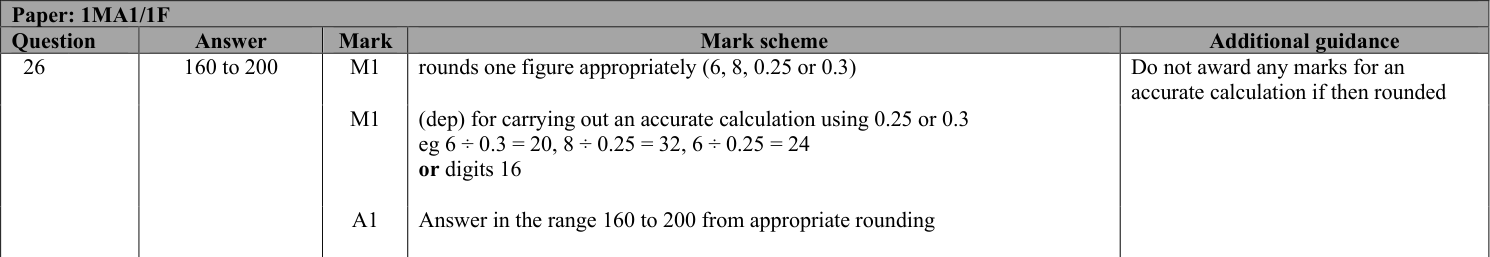 Paper: 1MA1/1F
Question Answer Mark Mark scheme Additional guidance
26 160 to 200 M1 rounds one figure appropriately (6, 8, 0.25 or 0.3) Do not award any marks for an
accurate calculation if then rounded
M1 (dep) for carrying out an accurate calculation using 0.25 or 0.3
eg 6 ÷ 0.3 = 20, 8 ÷ 0.25 = 32, 6 ÷ 0.25 = 24
or digits 16
A1 Answer in the range 160 to 200 from appropriate rounding